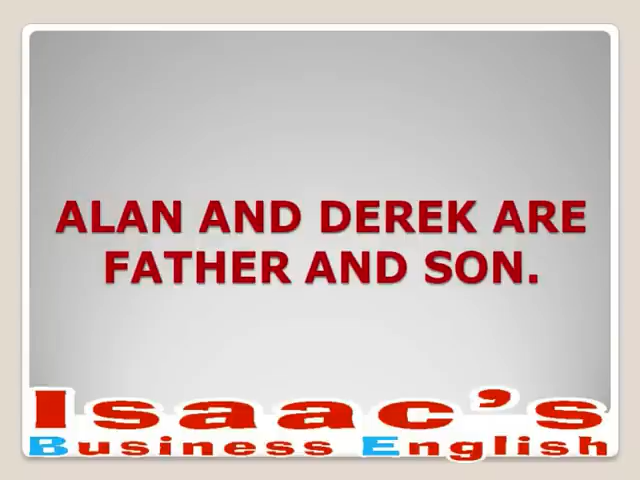 ALAN AND DEREK ARE
FATHER AND SON.
Isaac's
Business English